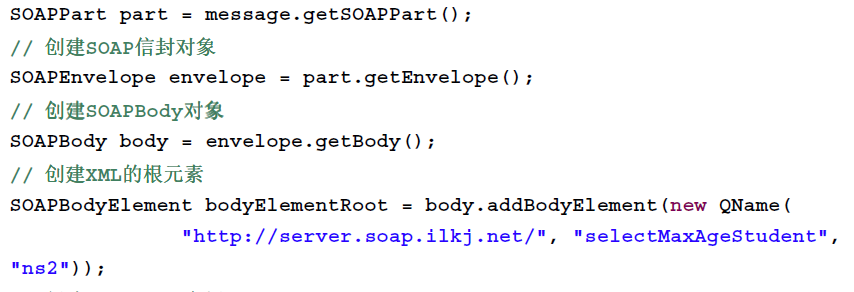 SOAPPart part = message.getSOAPPart();
// 创建SOAP信封对象
SOAPEnvelope envelope = part.getEnvelope();
// 创建SOAPBody对象
SOAPBody body = envelope.getBody();
// 创建XML的根元素
SOAPBodyElement bodyElementRoot = body.addBodyElement(new QName(
"http://server.soap.ilkj.net/", "selectMaxAgeStudent",
"ns2"));